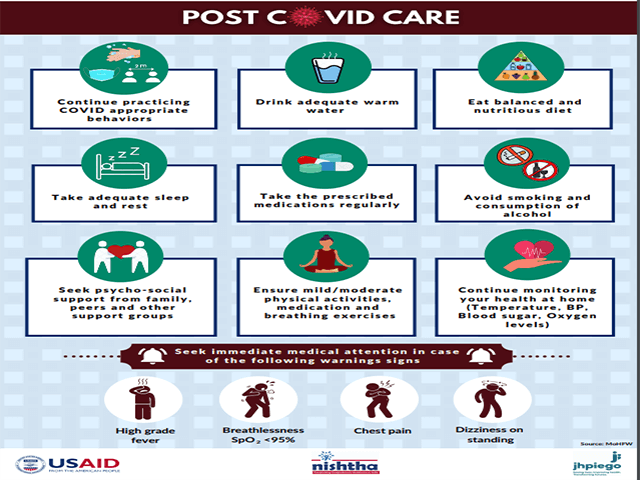 POST COVID CARE
2m
Continue practicing
COVID appropriate
behaviors
Drink adequate warm
water
Eat balanced and
nutritious diet
zZZ
Take adequate sleep
and rest
Take the prescribed
medications regularly
Avoid smoking and
consumption of
alcohol
Seek psycho-social
support from family,
peers and other
support groups
Ensure mild/moderate
physical activities,
medication and
breathing exercises
Continue monitoring
your health at home
(Temperature, BP,
Blood sugar, Oxygen
levels)
Seek immediate medical attention in case
of the following warnings signs
High grade
fever
Breathlessness
SpO₂ <95%
Chest pain
Dizziness on
standing
Source: MoHFW
USAID
FROM THE AMERICAN PEOPLE
nishtha
jhpiego